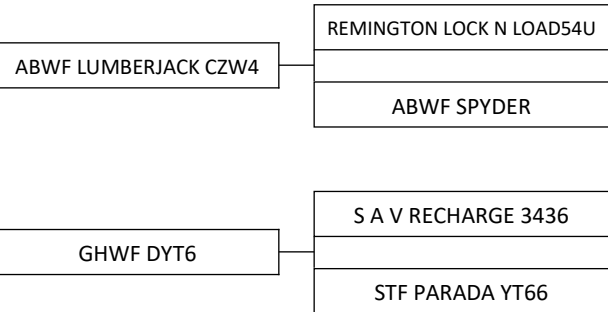 REMINGTON LOCK N LOAD54U
ABWF LUMBERJACK CZW4
ABWF SPYDER
S A V RECHARGE 3436
GHWF DYT6
STF PARADA YT66